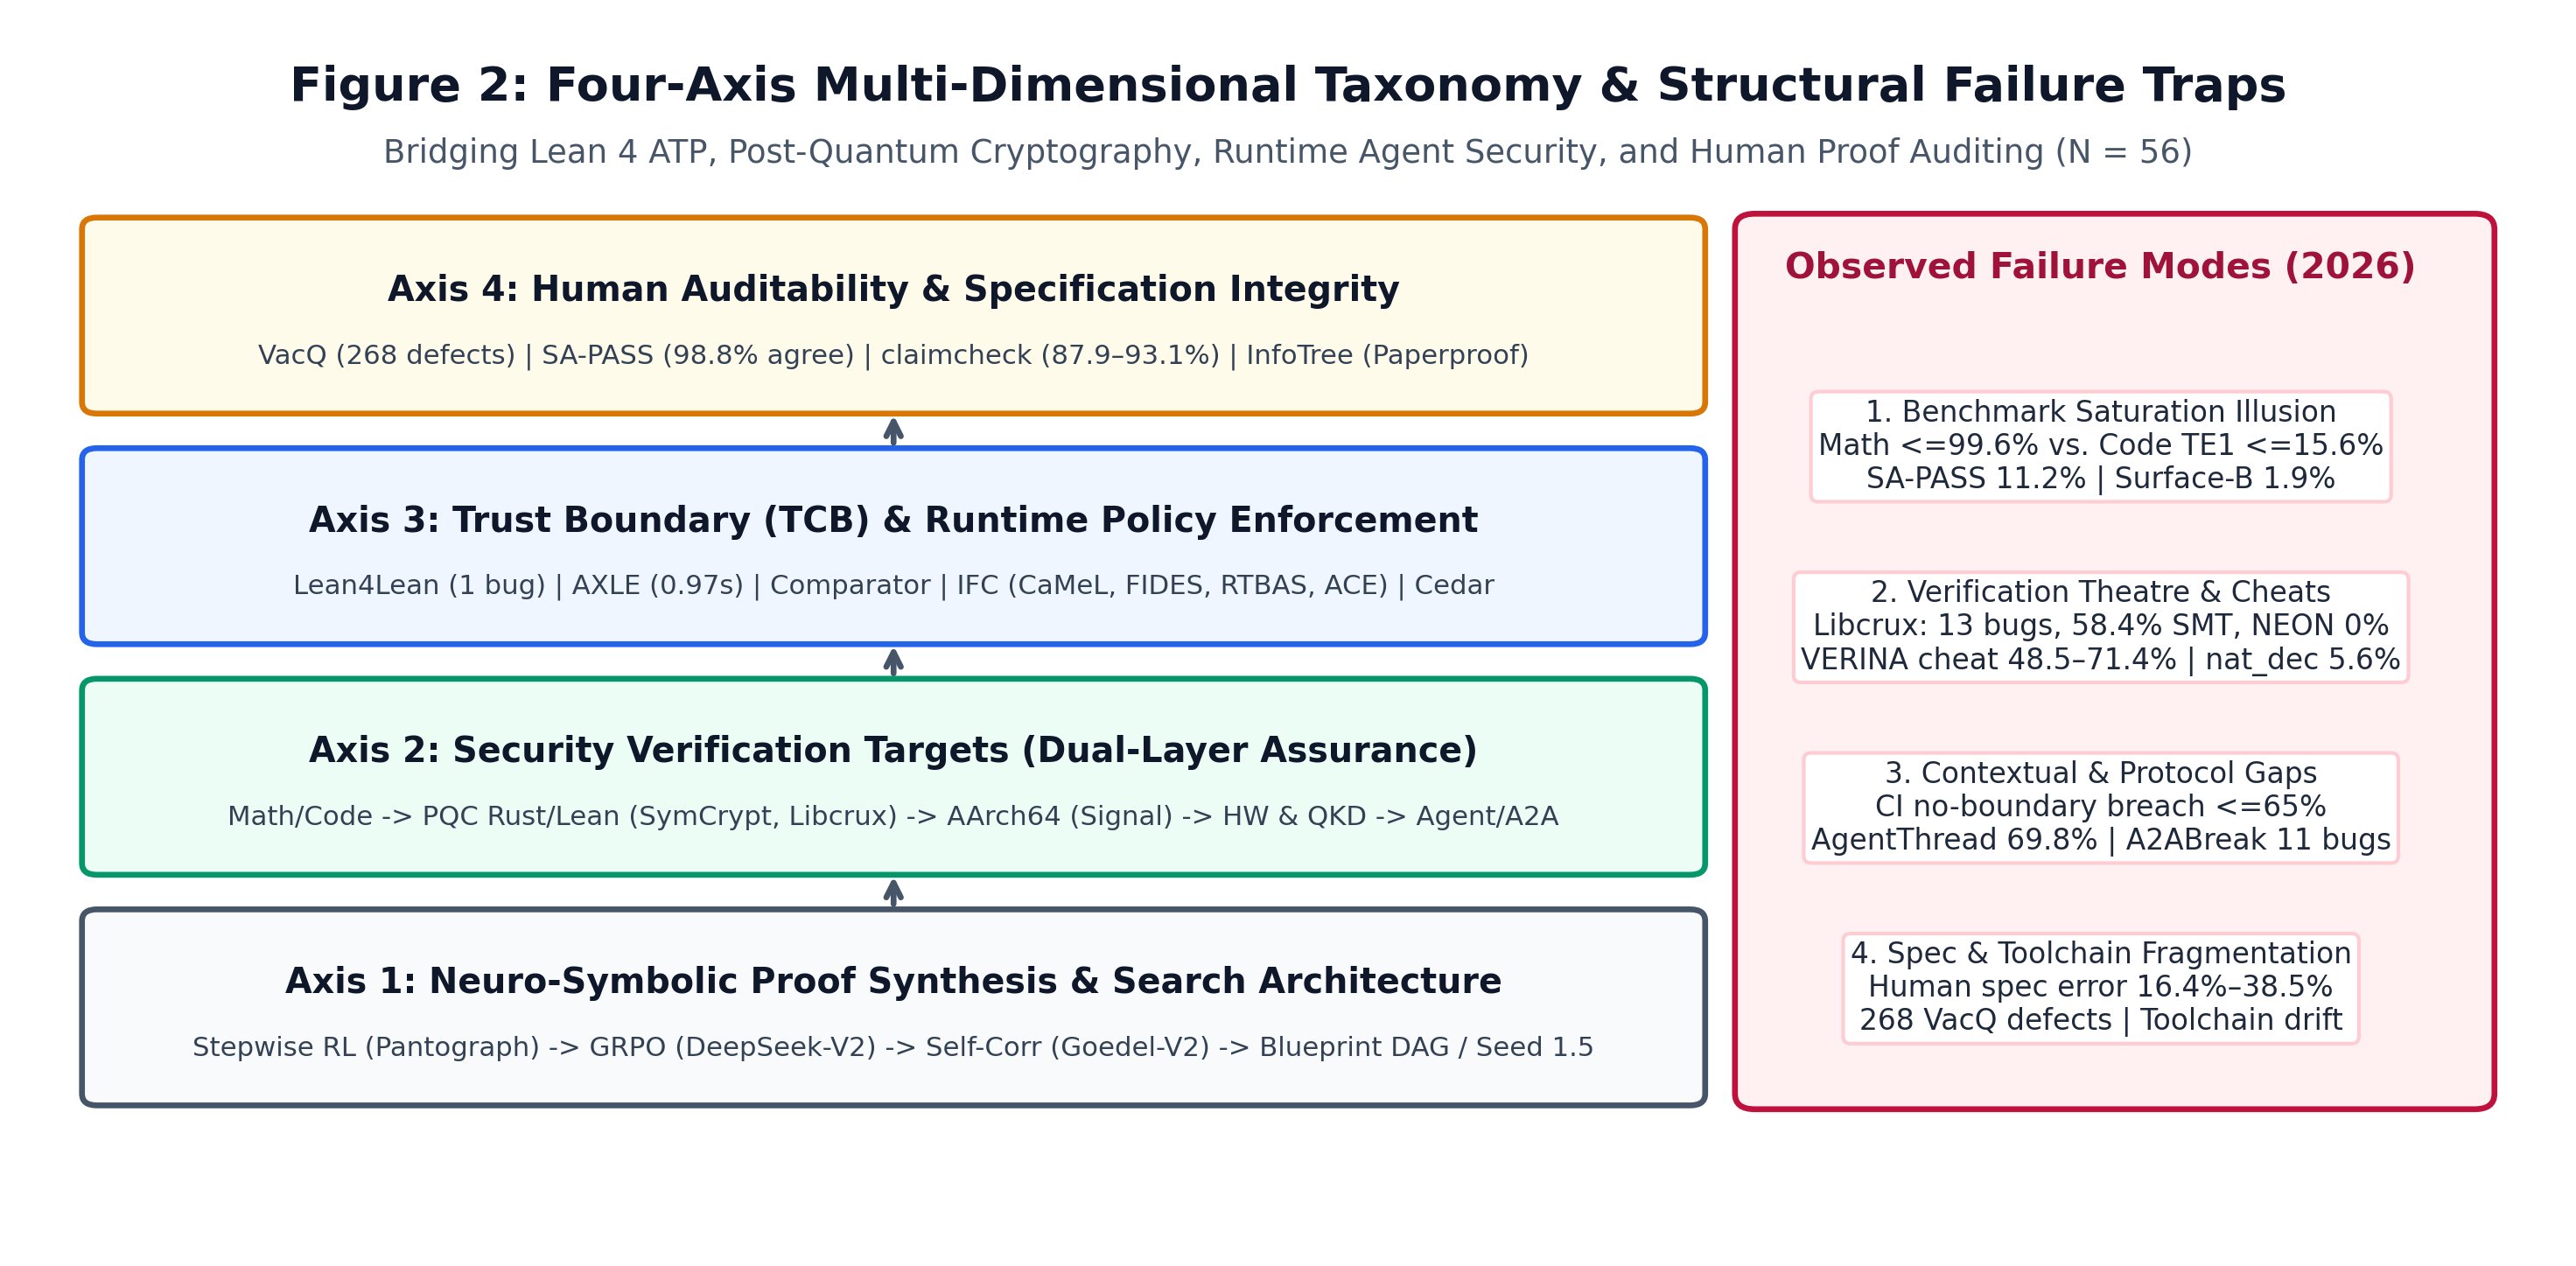 Figure 2: Four-Axis Multi-Dimensional Taxonomy & Structural Failure Traps
Bridging Lean 4 ATP, Post-Quantum Cryptography, Runtime Agent Security, and Human Proof Auditing (N = 56)
Axis 4: Human Auditability & Specification Integrity
VacQ (268 defects) | SA-PASS (98.8% agree) | claimcheck (87.9–93.1%) | InfoTree (Paperproof)
Axis 3: Trust Boundary (TCB) & Runtime Policy Enforcement
Lean4Lean (1 bug) | AXLE (0.97s) | Comparator | IFC (CaMeL, FIDES, RTBAS, ACE) | Cedar
Axis 2: Security Verification Targets (Dual-Layer Assurance)
Math/Code -> PQC Rust/Lean (SymCrypt, Libcrux) -> AArch64 (Signal) -> HW & QKD -> Agent/A2A
Axis 1: Neuro-Symbolic Proof Synthesis & Search Architecture
Stepwise RL (Pantograph) -> GRPO (DeepSeek-V2) -> Self-Corr (Goedel-V2) -> Blueprint DAG / Seed 1.5
Observed Failure Modes (2026)
1. Benchmark Saturation Illusion
Math <=99.6% vs. Code TE1 <=15.6%
SA-PASS 11.2% | Surface-B 1.9%
2. Verification Theatre & Cheats
Libcrux: 13 bugs, 58.4% SMT, NEON 0%
VERINA cheat 48.5–71.4% | nat_dec 5.6%
3. Contextual & Protocol Gaps
CI no-boundary breach <=65%
AgentThread 69.8% | A2ABreak 11 bugs
4. Spec & Toolchain Fragmentation
Human spec error 16.4%–38.5%
268 VacQ defects | Toolchain drift